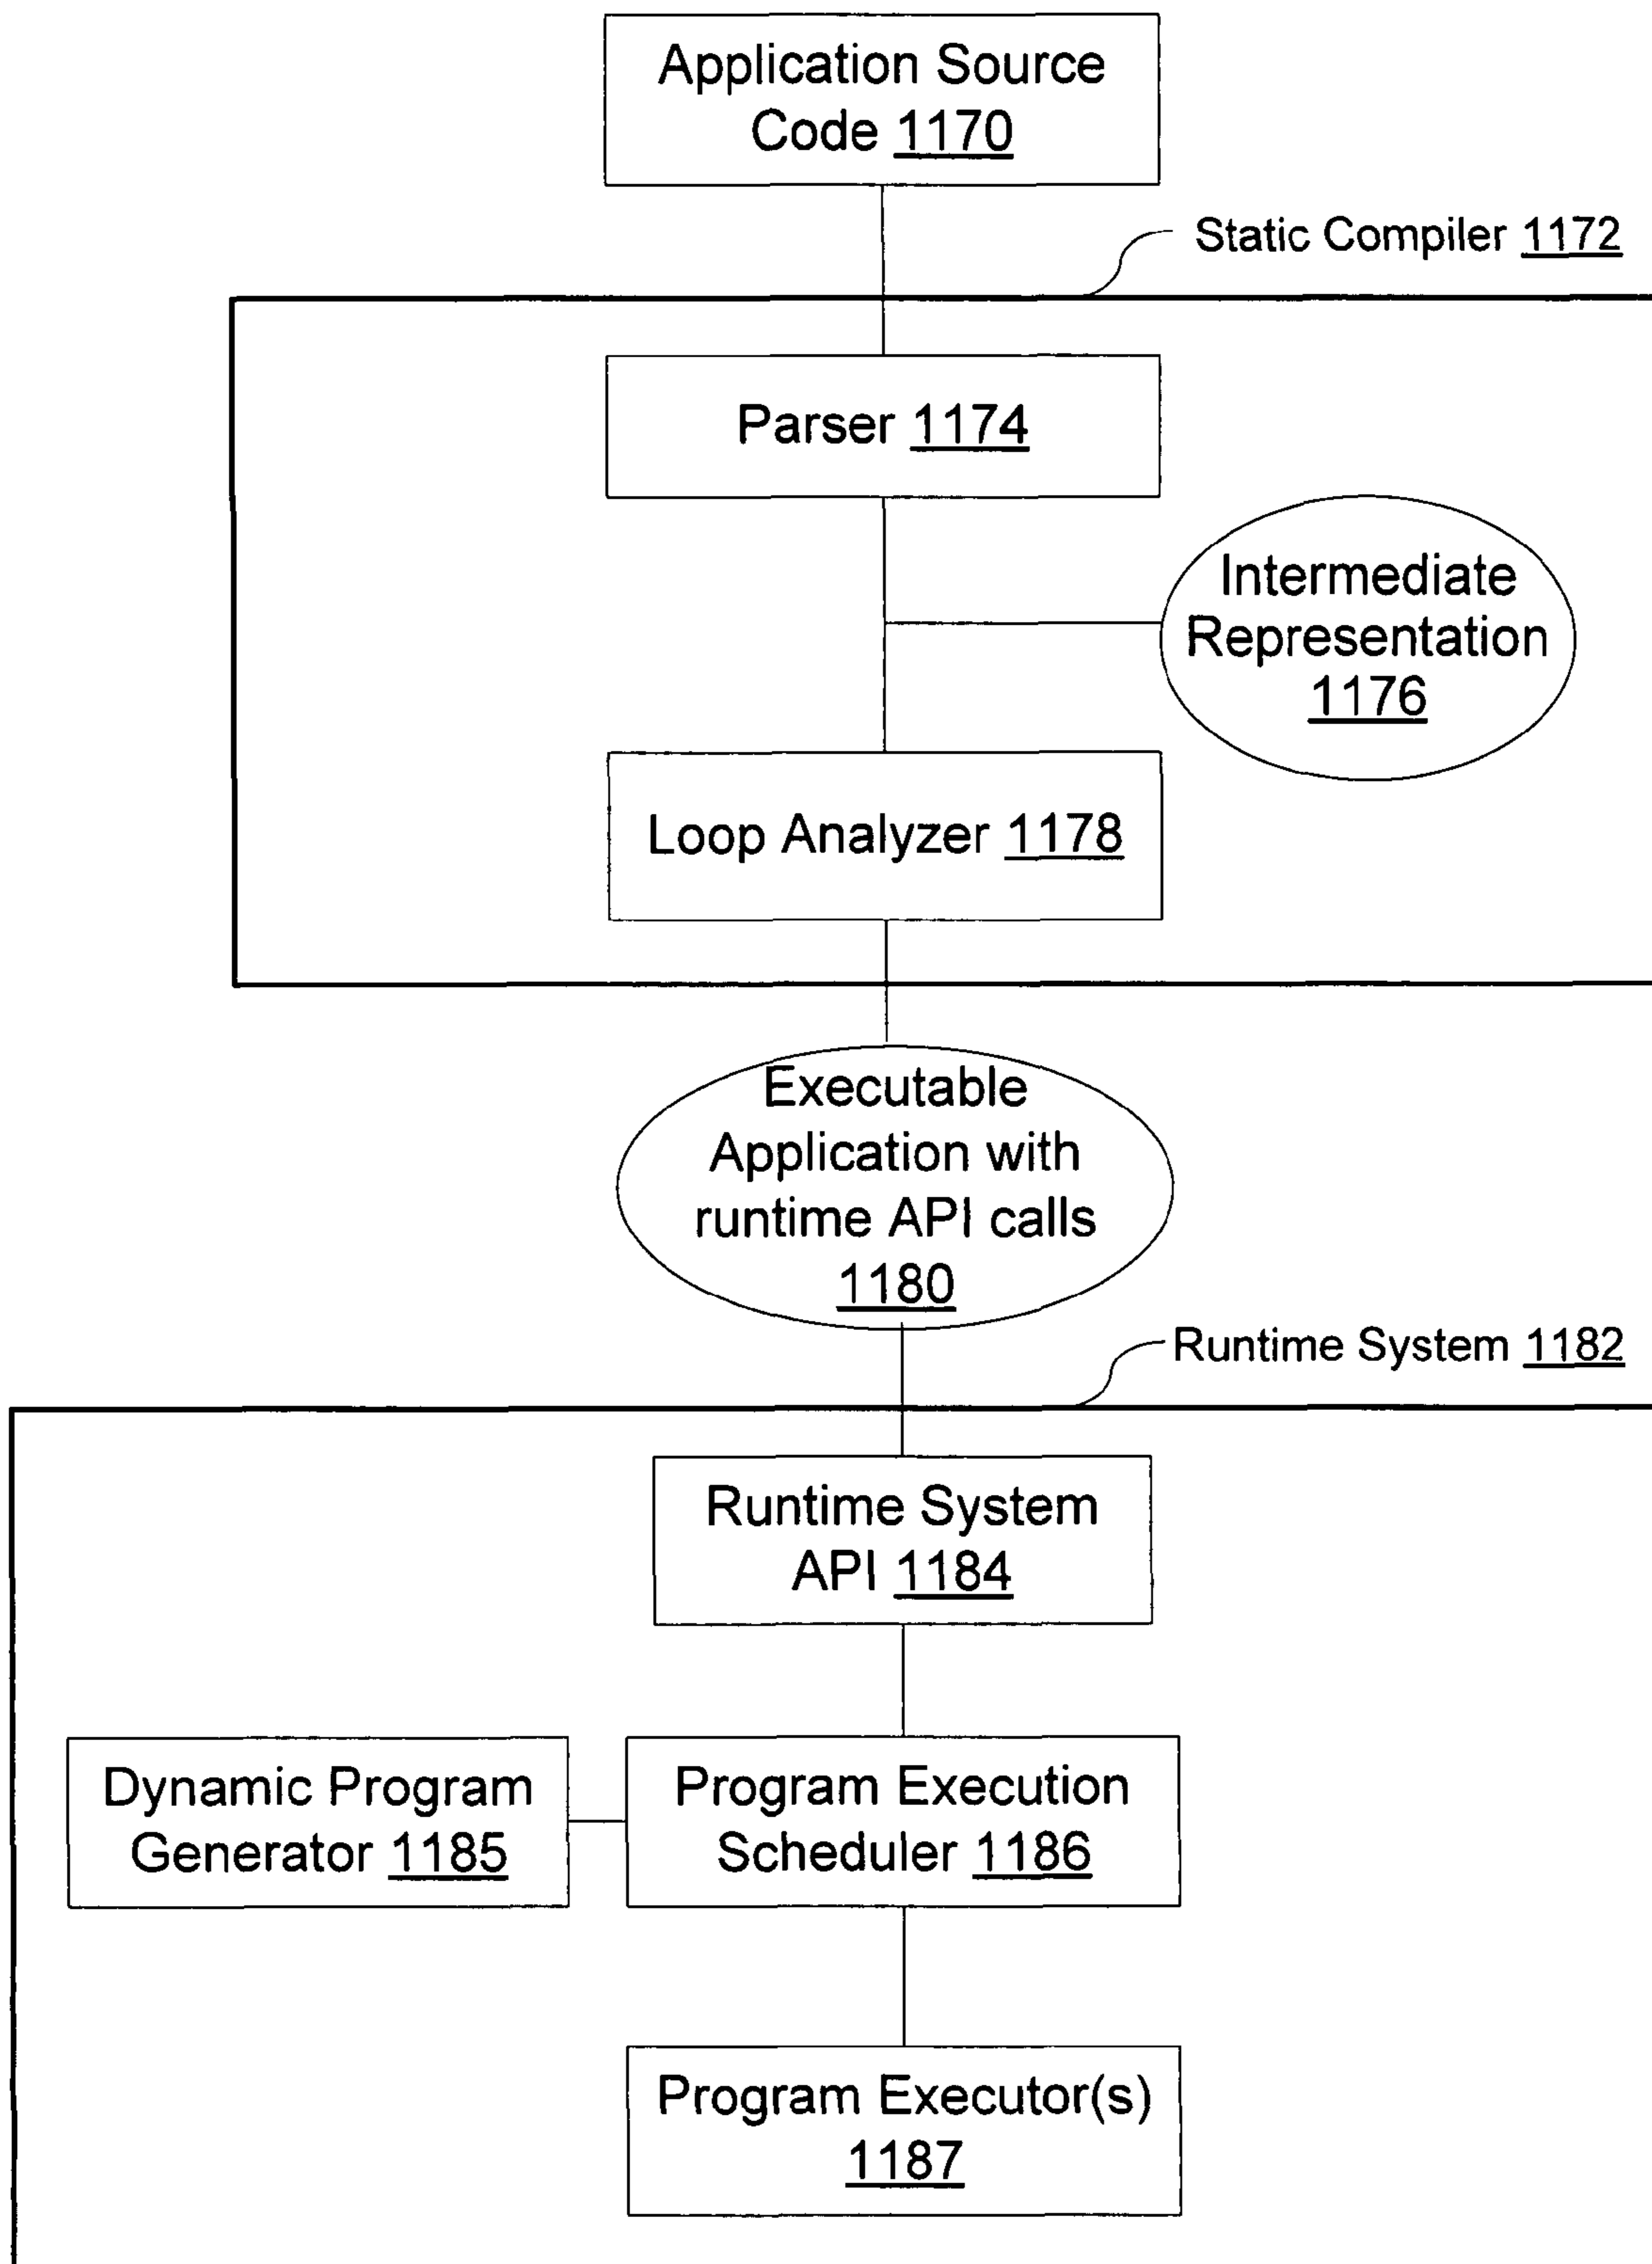 Application Source
Code 1170
Static Compiler 1172
Parser 1174
Intermediate
Representation
1176
Loop Analyzer 1178
Executable
Application with
runtime API calls
1180
Runtime System 1182
Runtime System
API 1184
Dynamic Program
Generator 1185
Program Execution
Scheduler 1186
Program Executor(s)
1187